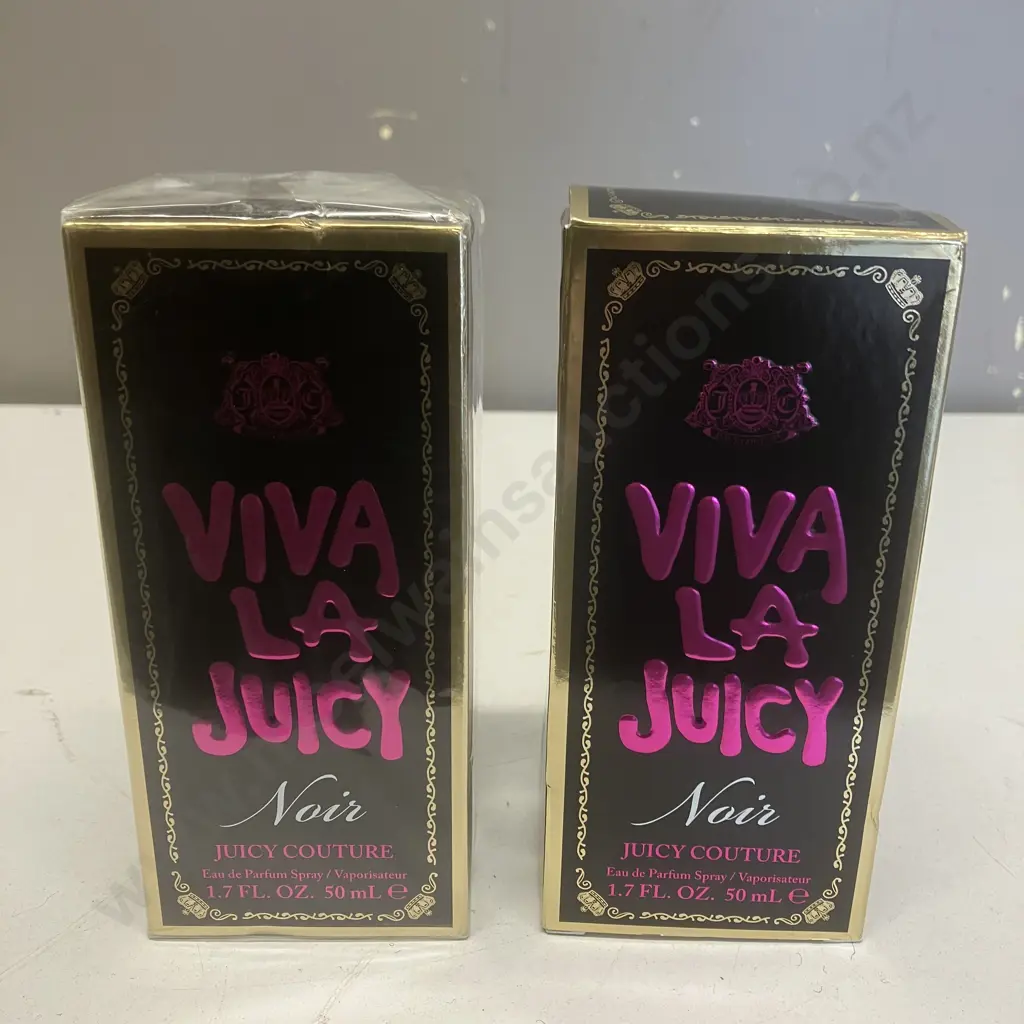 VIVA
LA
JUICY
Noir
JUICY COUTURE
Eau de Parfum Spray / Vaporisateur
1.7 FL. OZ. 50 mL ℮
VIVA
LA
JUICY
Noir
JUICY COUTURE
Eau de Parfum Spray / Vaporisateur
1.7 FL. OZ. 50 mL ℮